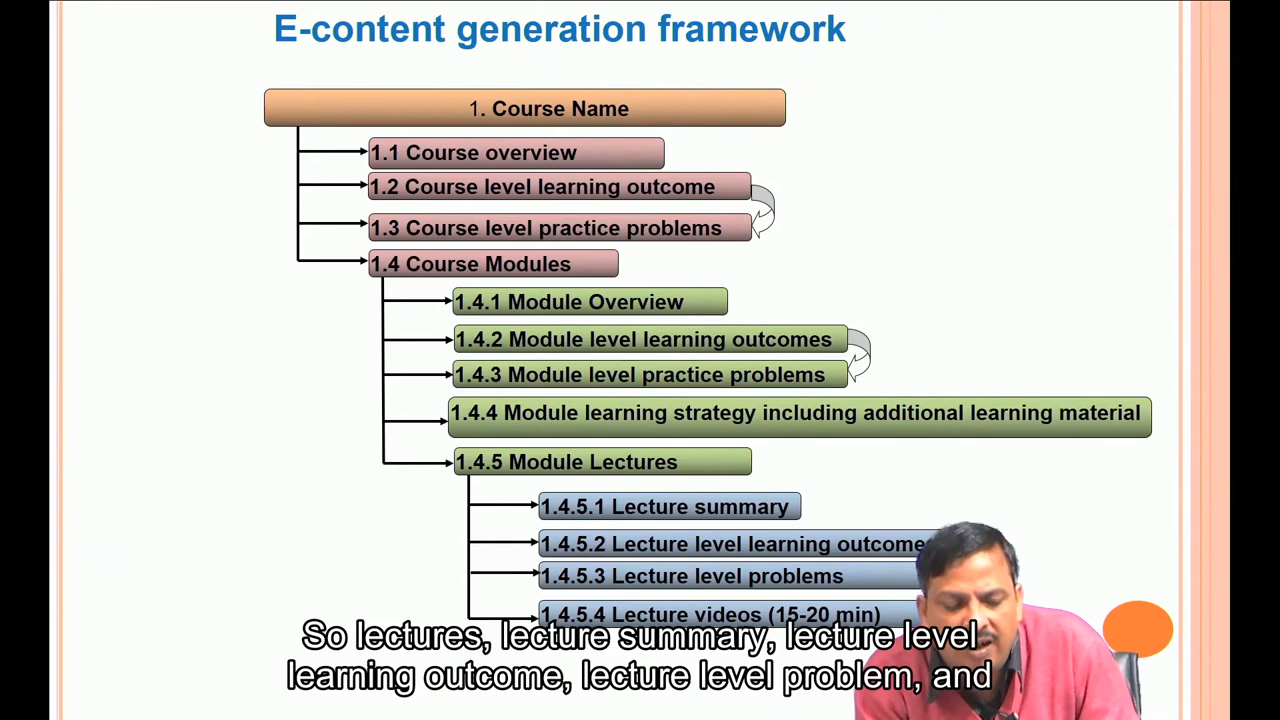 E-content generation framework
1. Course Name
1.1 Course overview
1.2 Course level learning outcome
1.3 Course level practice problems
1.4 Course Modules
1.4.1 Module Overview
1.4.2 Module level learning outcomes
1.4.3 Module level practice problems
1.4.4 Module learning strategy including additional learning material
1.4.5 Module Lectures
1.4.5.1 Lecture summary
1.4.5.2 Lecture level learning outcomes
1.4.5.3 Lecture level problems
1.4.5.4 Lecture videos (15-20 min)
So lectures, lecture summary, lecture level
learning outcome, lecture level problem, and